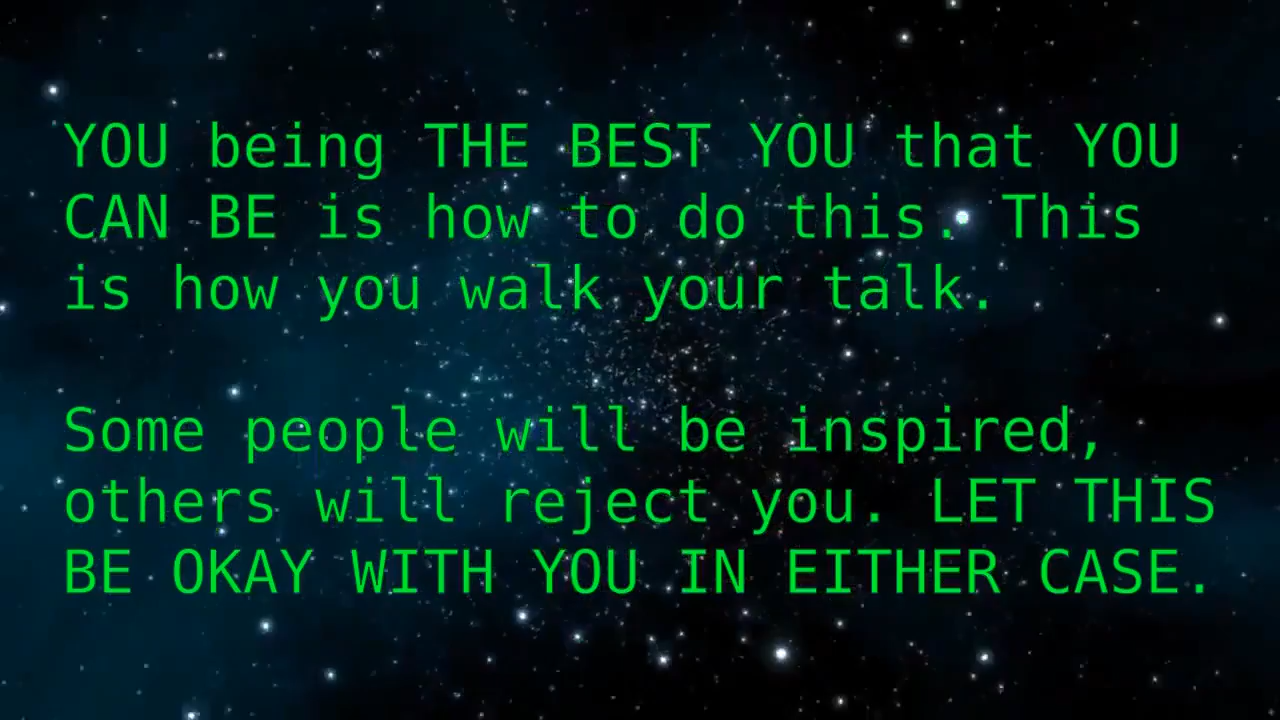 YOU being THE BEST YOU that YOU
CAN BE is how to do this. This
is how you walk your talk.
Some people will be inspired,
others will reject you. LET THIS
BE OKAY WITH YOU IN EITHER CASE.